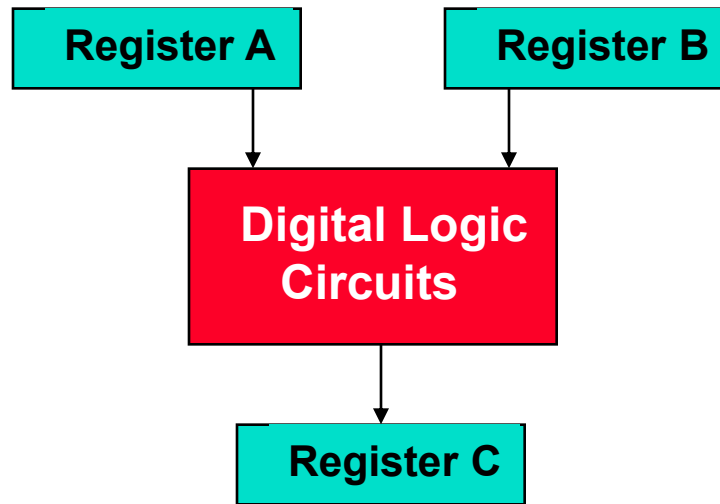 Register A
Register B
Digital Logic
Circuits
Register C